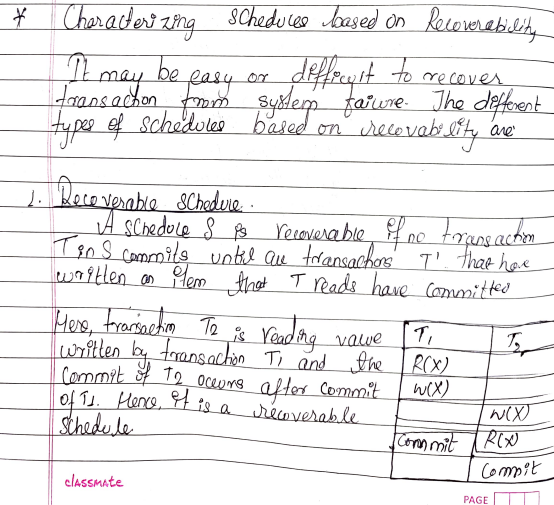 * Characterizing schedules based on Recoverability
It may be easy or difficult to recover
transaction from system failure. The different
types of schedules based on recovability are
1. Recoverable schedule.
A schedule S is recoverable if no transaction
T in S commits until all transactions T' that have
written an item that T reads have committed
Here, transaction T2 is reading value
written by transaction T1 and the
commit of T2 occurs after commit
of T1. Hence, it is a recoverable
schedule.
T1 T2
R(X)
W(X)
W(X)
Commit R(X)
Commit
classmate
PAGE